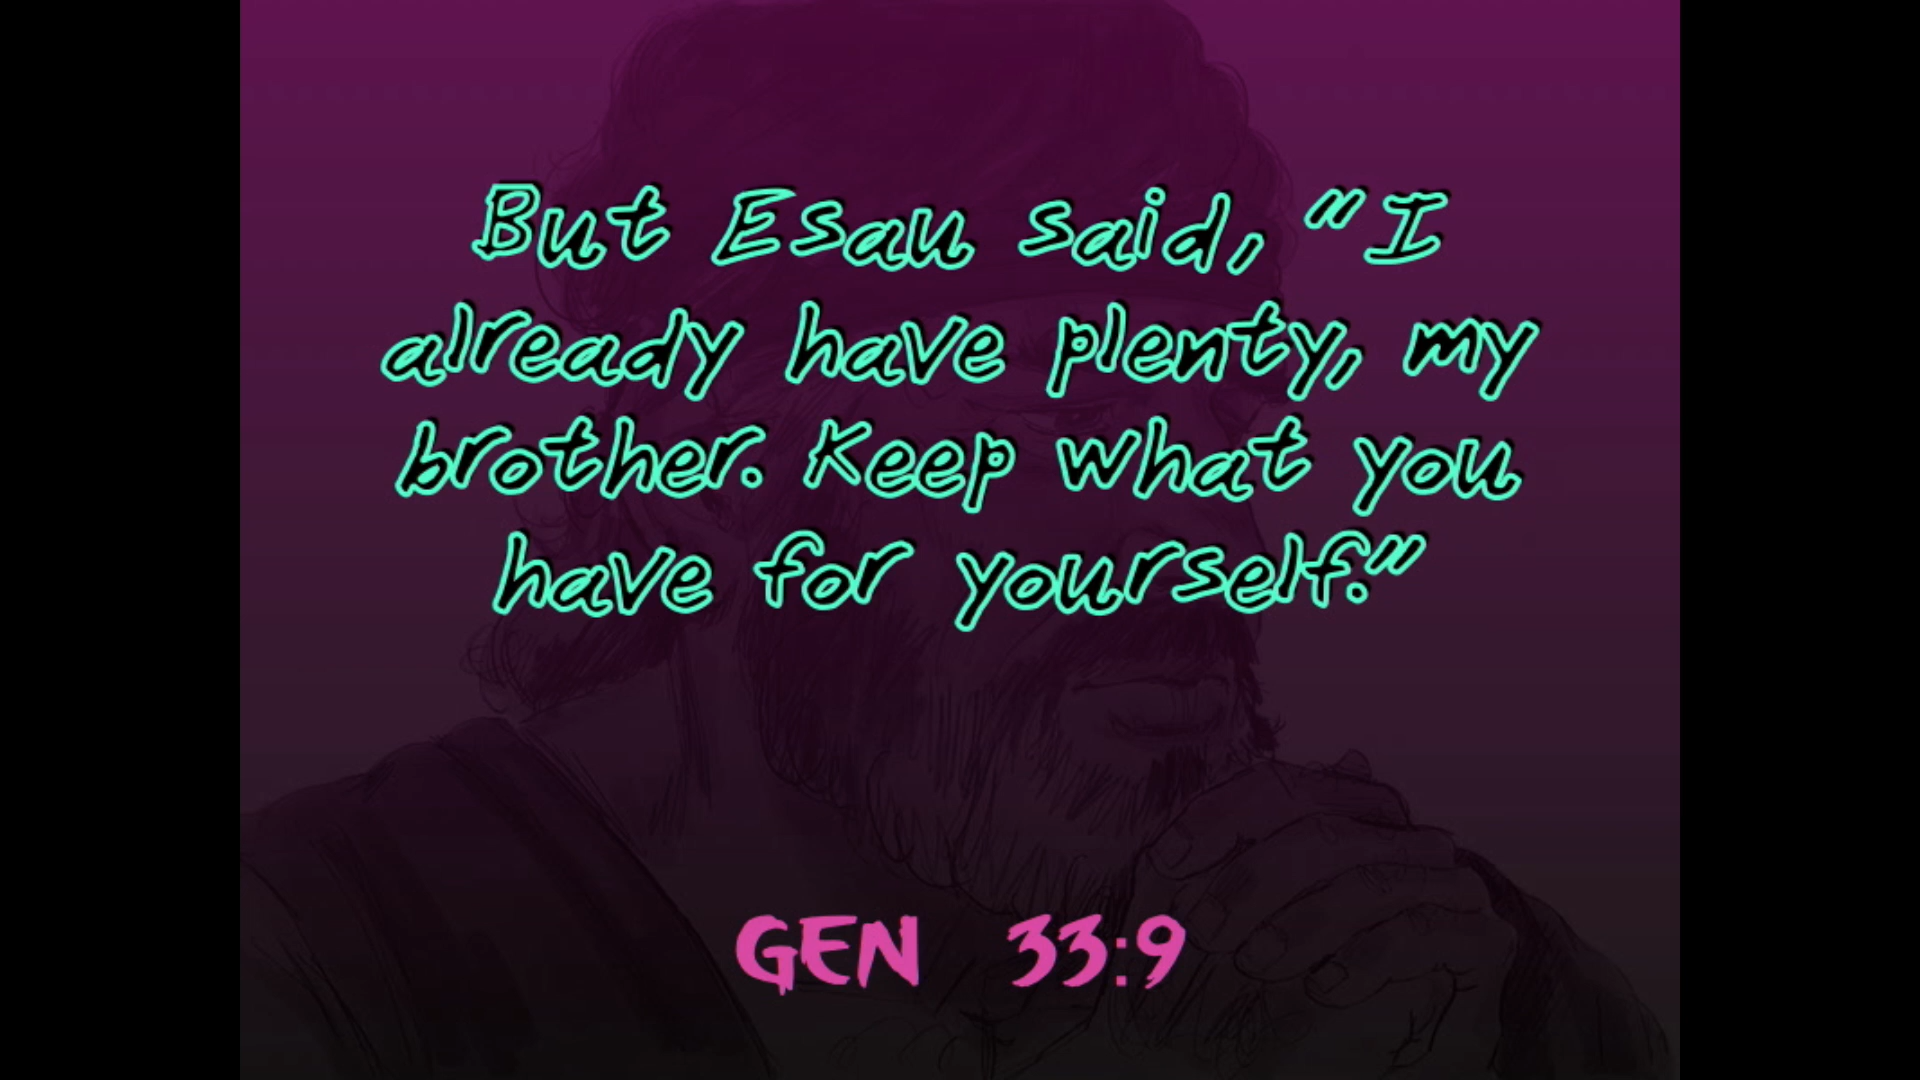 But Esau said, "I
already have plenty, my
brother. Keep what you
have for yourself."
GEN 33:9